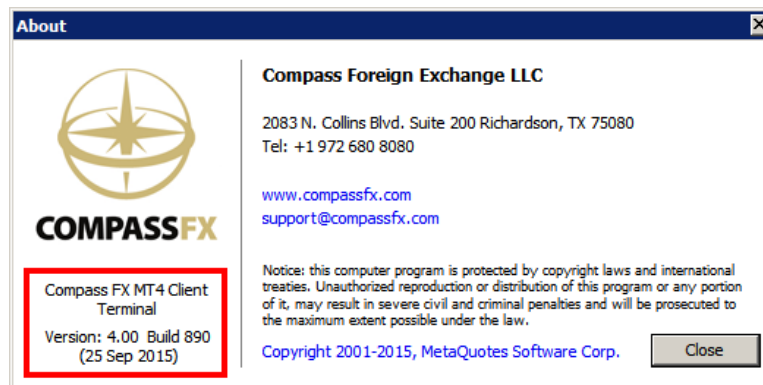 About
COMPASSFX
Compass FX MT4 Client
Terminal
Version: 4.00 Build 890
(25 Sep 2015)
Compass Foreign Exchange LLC
2083 N. Collins Blvd. Suite 200 Richardson, TX 75080
Tel: +1 972 680 8080
www.compassfx.com
support@compassfx.com
Notice: this computer program is protected by copyright laws and international
treaties. Unauthorized reproduction or distribution of this program or any portion
of it, may result in severe civil and criminal penalties and will be prosecuted to
the maximum extent possible under the law.
Copyright 2001-2015, MetaQuotes Software Corp.
Close